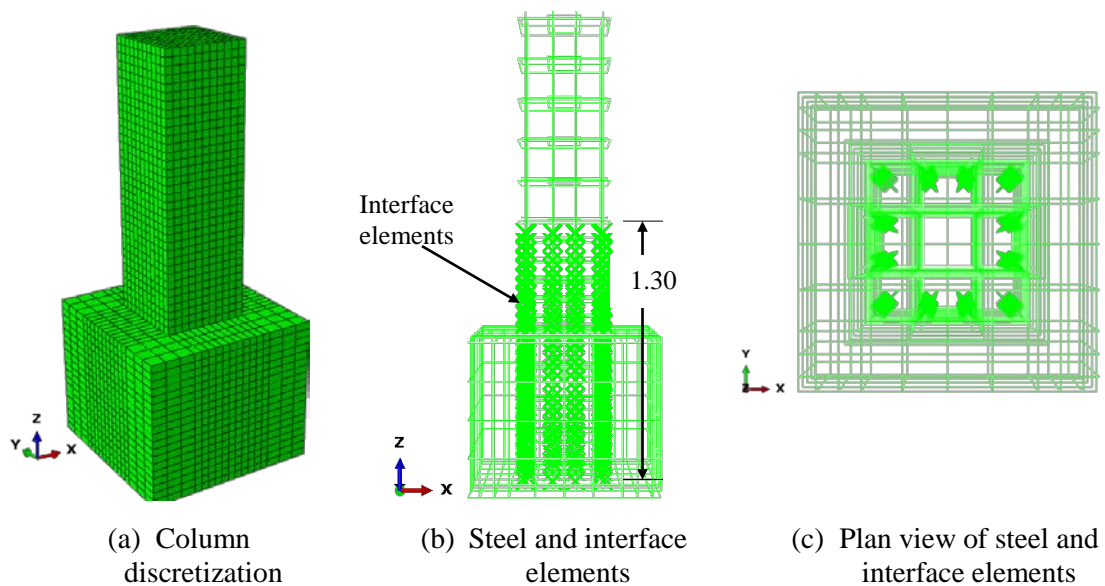 Interface
elements
1.30
Z
Y
X
Z
X
Y
Z
X
(a) Column
discretization
(b) Steel and interface
elements
(c) Plan view of steel and
interface elements